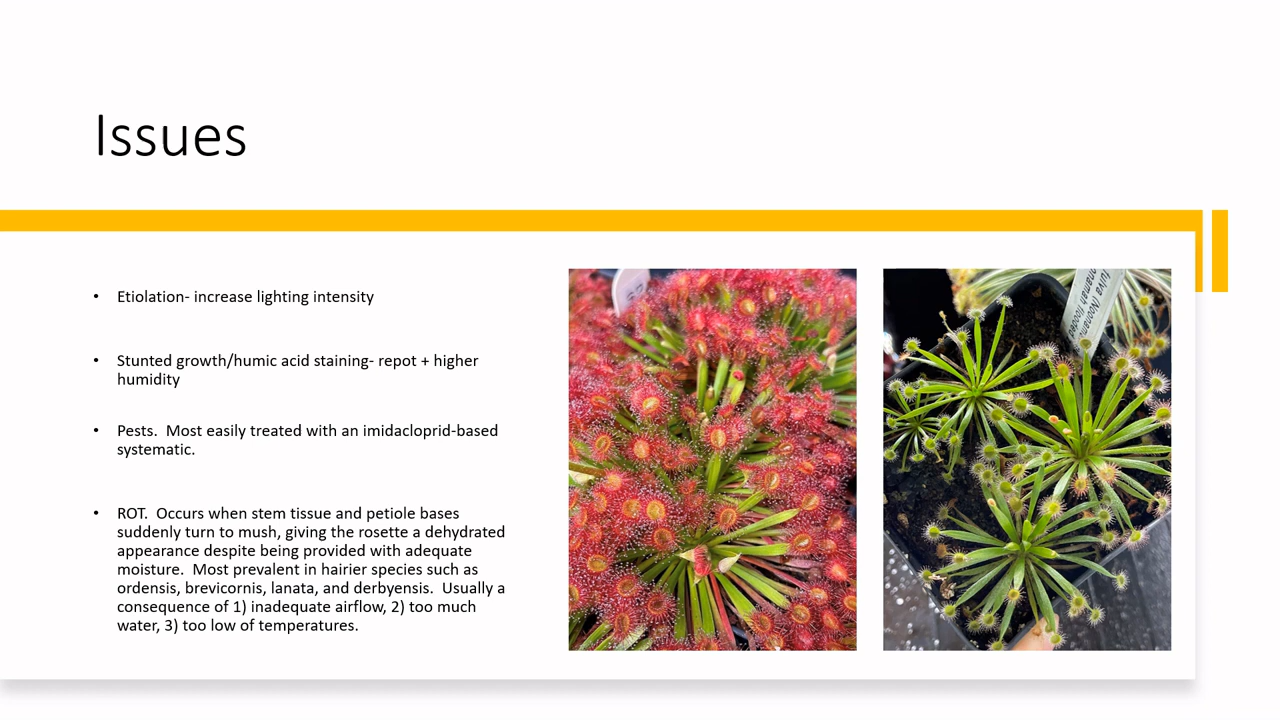 Issues
• Etiolation- increase lighting intensity
• Stunted growth/humic acid staining- repot + higher
humidity
• Pests.  Most easily treated with an imidacloprid-based
systematic.
• ROT.  Occurs when stem tissue and petiole bases
suddenly turn to mush, giving the rosette a dehydrated
appearance despite being provided with adequate
moisture.  Most prevalent in hairier species such as
ordensis, brevicornis, lanata, and derbyensis.  Usually a
consequence of 1) inadequate airflow, 2) too much
water, 3) too low of temperatures.